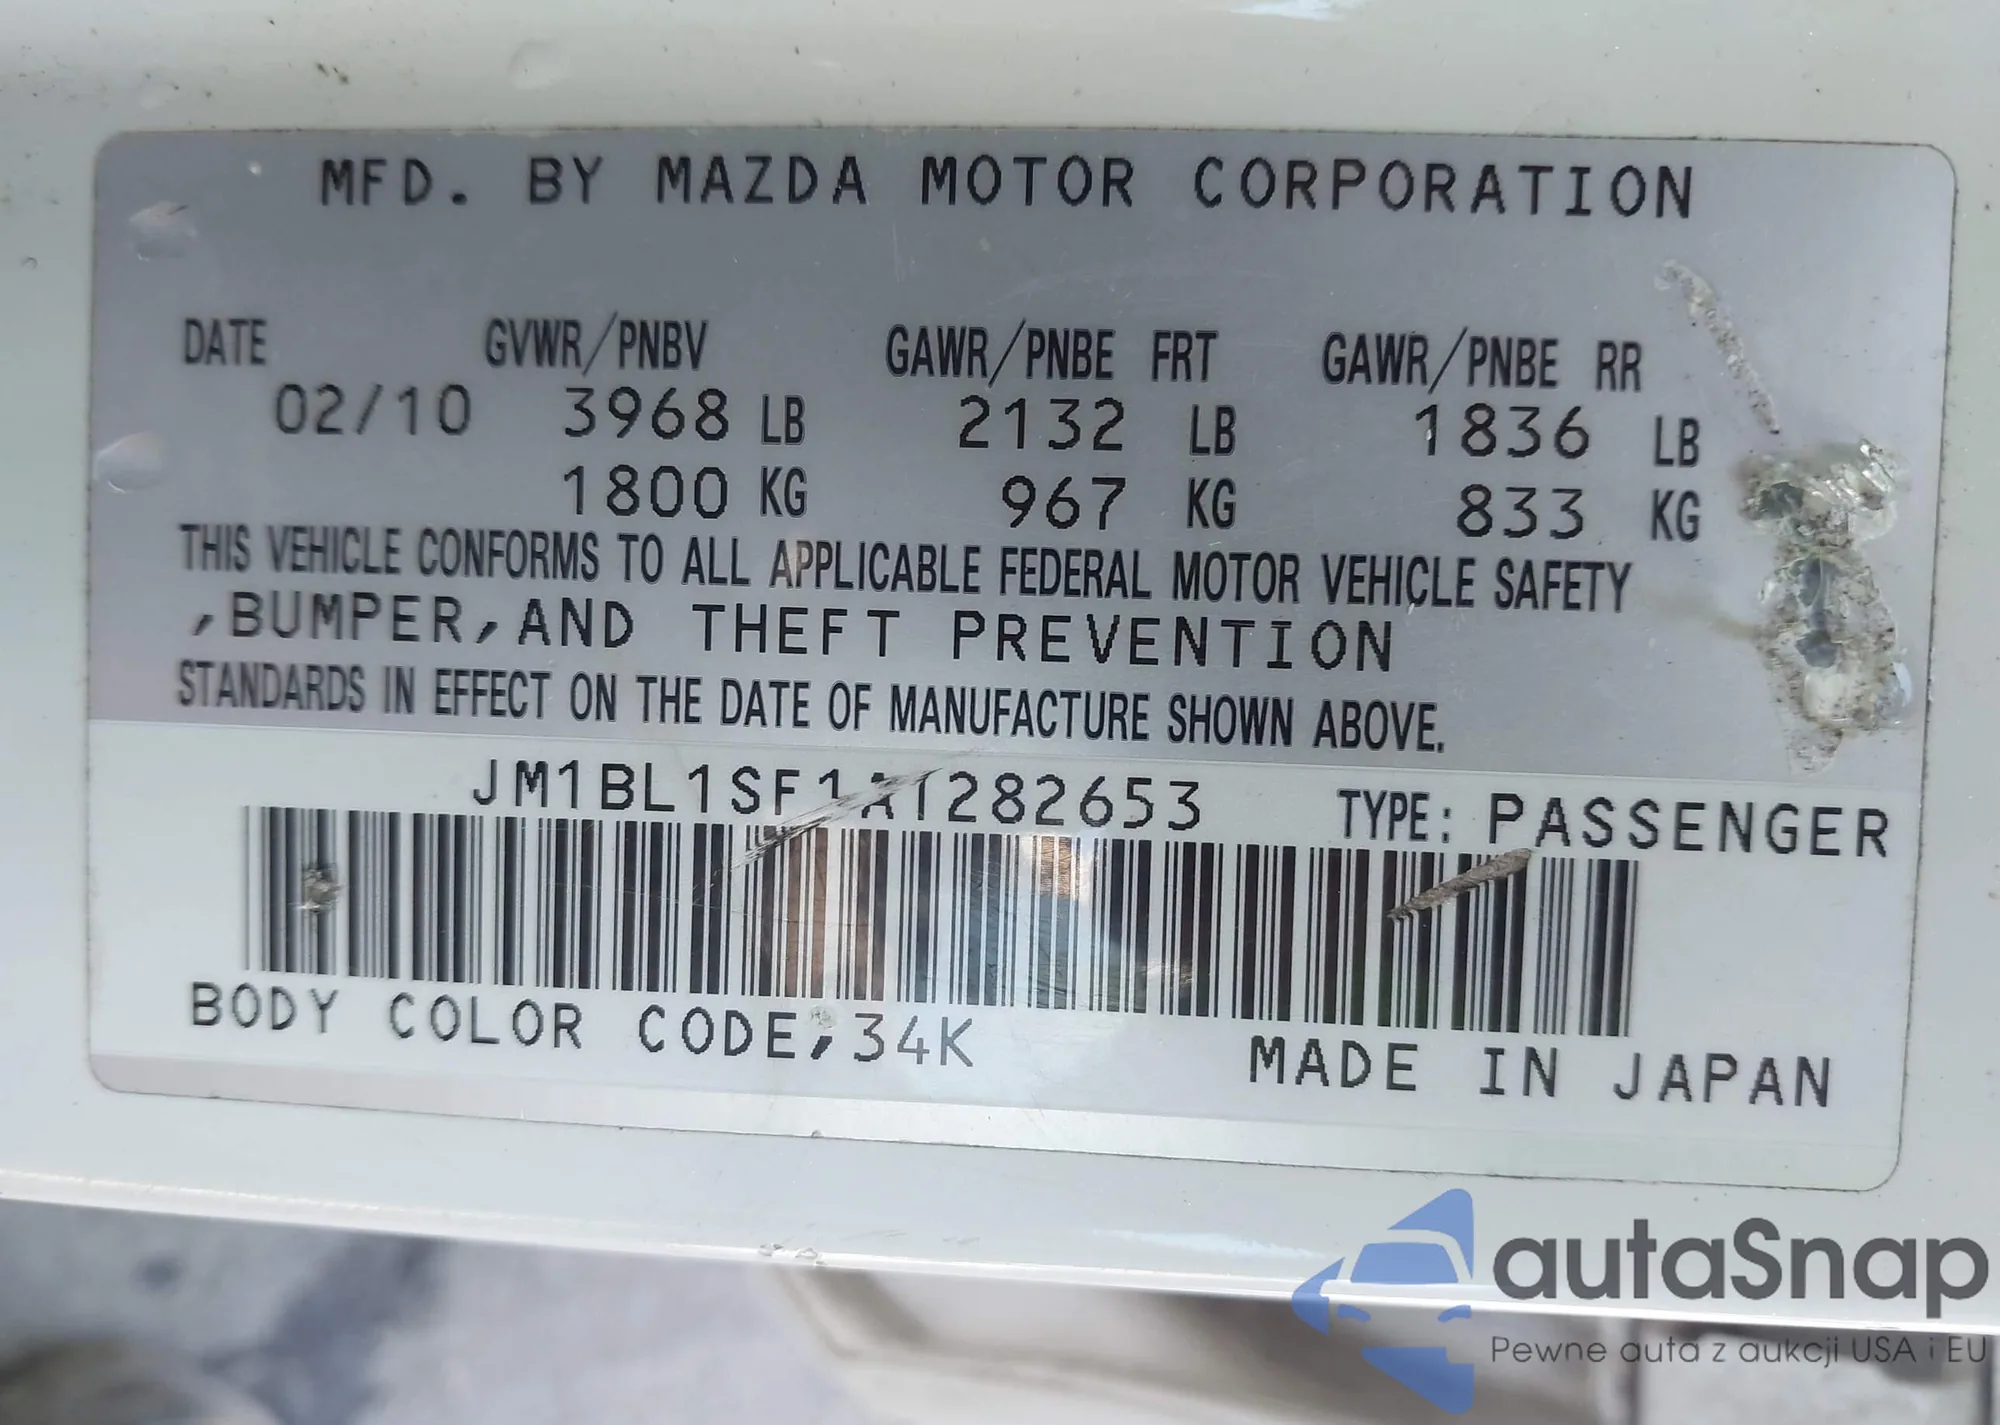 MFD. BY MAZDA MOTOR CORPORATION
DATE GVWR/PNBV GAWR/PNBE FRT GAWR/PNBE RR
02/10 3968 LB 2132 LB 1836 LB
1800 KG 967 KG 833 KG
THIS VEHICLE CONFORMS TO ALL APPLICABLE FEDERAL MOTOR VEHICLE SAFETY
,BUMPER,AND THEFT PREVENTION
STANDARDS IN EFFECT ON THE DATE OF MANUFACTURE SHOWN ABOVE.
JM1BL1SF1A1282653 TYPE: PASSENGER
BODY COLOR CODE;34K
MADE IN JAPAN
autaSnap
Pewne auta z aukcji USA i EU